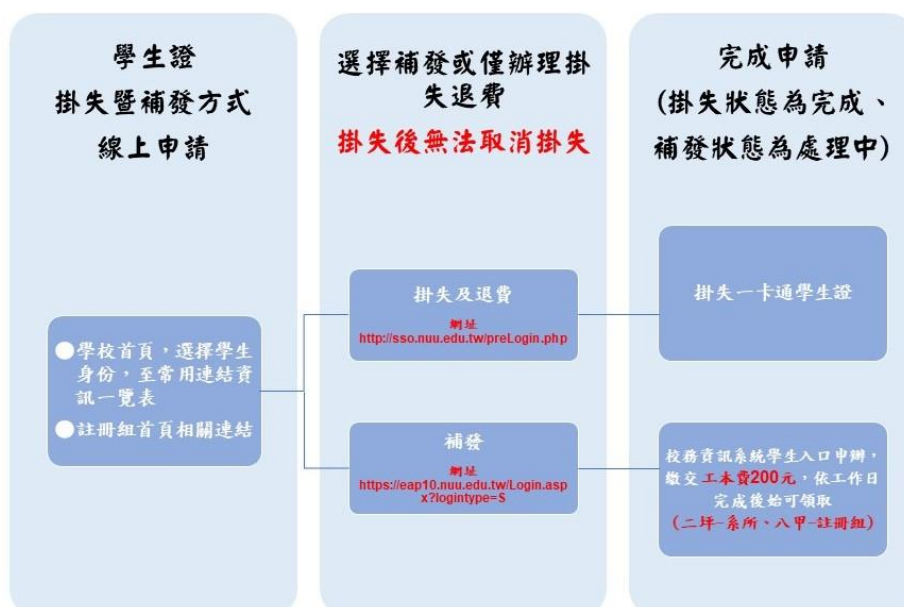 學生證
掛失暨補發方式
線上申請
●學校首頁，選擇學生
身份，至常用連結資
訊一覽表
●註冊組首頁相關連結
選擇補發或僅辦理掛
失退費
掛失後無法取消掛失
掛失及退費
網址
http://sso.nuu.edu.tw/preLogin.php
補發
網址
https://eap10.nuu.edu.tw/Login.asp
x?logintype=S
完成申請
(掛失狀態為完成、
補發狀態為處理中)
掛失一卡通學生證
校務資訊系統學生入口申辦，
繳交工本費200元，依工作日
完成後始可領取
(二坪-系所、八甲-註冊組)